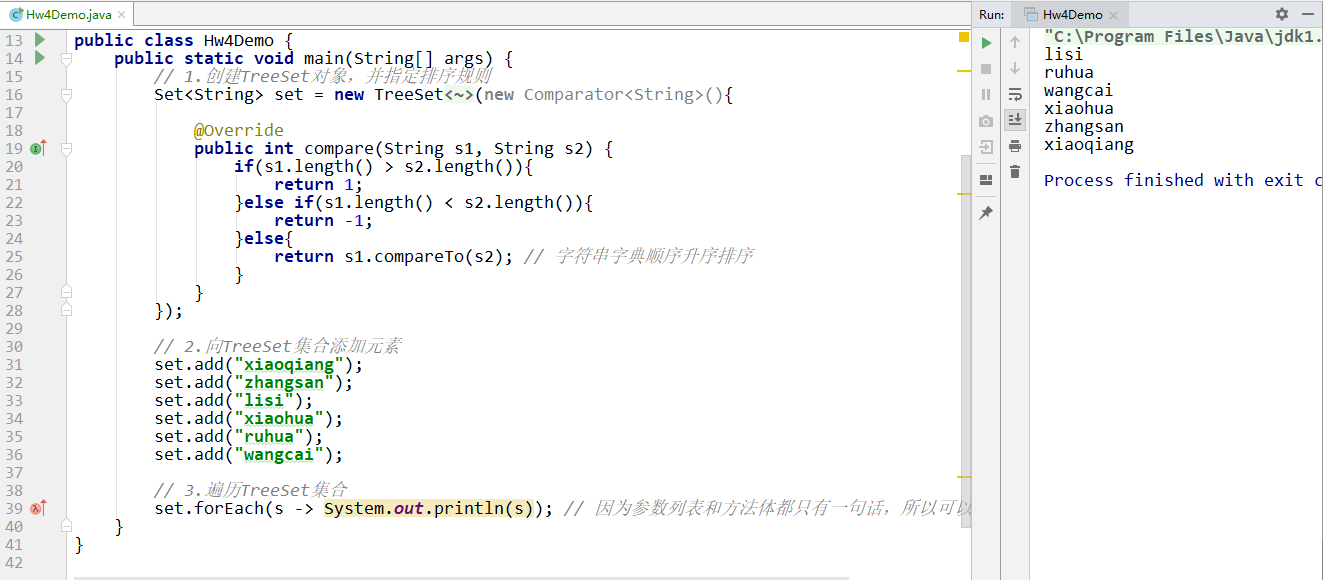 Hw4Demo.java
13 public class Hw4Demo {
14 public static void main(String[] args) {
15 // 1.创建TreeSet对象，并指定排序规则
16 Set<String> set = new TreeSet<~>(new Comparator<String>(){
17
18 @Override
19 public int compare(String s1, String s2) {
20 if(s1.length() > s2.length()){
21 return 1;
22 }else if(s1.length() < s2.length()){
23 return -1;
24 }else{
25 return s1.compareTo(s2); // 字符串字典顺序升序排序
26 }
27 }
28 });
29
30 // 2.向TreeSet集合添加元素
31 set.add("xiaoqiang");
32 set.add("zhangsan");
33 set.add("lisi");
34 set.add("xiaohua");
35 set.add("ruhua");
36 set.add("wangcai");
37
38 // 3.遍历TreeSet集合
39 set.forEach(s -> System.out.println(s)); // 因为参数列表和方法体都只有一句话，所以可以
40 }
41 }
42
Run: Hw4Demo
"C:\Program Files\Java\jdk1.
lisi
ruhua
wangcai
xiaohua
zhangsan
xiaoqiang
Process finished with exit c